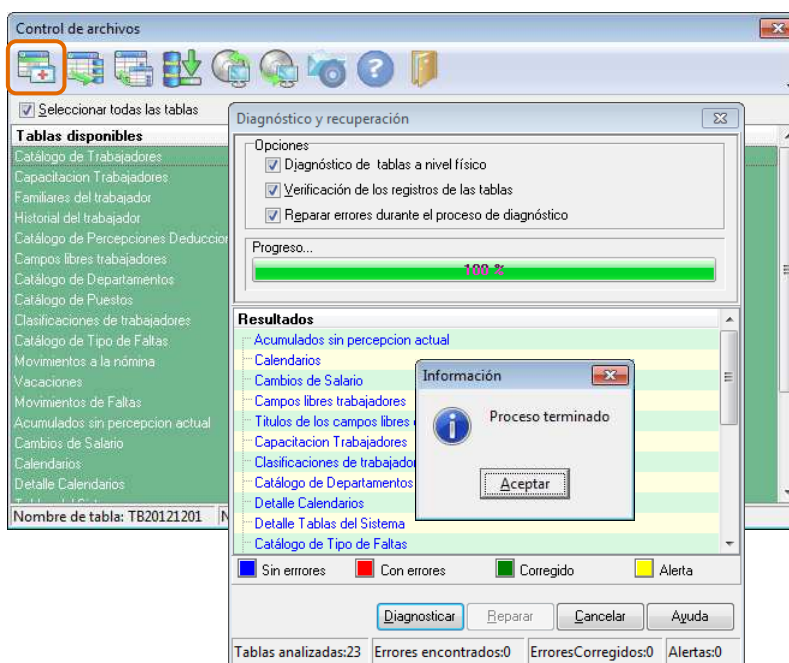 Control de archivos
Seleccionar todas las tablas
Tablas disponibles
Catálogo de Trabajadores
Capacitacion Trabajadores
Familiares del trabajador
Historial del trabajador
Catálogo de Percepciones Deduccion
Campos libres trabajadores
Catálogo de Departamentos
Catálogo de Puestos
Clasificaciones de trabajadores
Catálogo de Tipo de Faltas
Movimientos a la nómina
Vacaciones
Movimientos de Faltas
Acumulados sin percepcion actual
Cambios de Salario
Calendarios
Detalle Calendarios
Nombre de tabla: TB20121201
Diagnóstico y recuperación
Opciones
Diagnóstico de tablas a nivel físico
Verificación de los registros de las tablas
Reparar errores durante el proceso de diagnóstico
Progreso...
100 %
Resultados
Acumulados sin percepcion actual
Calendarios
Cambios de Salario
Campos libres trabajadores
Titulos de los campos libres
Capacitacion Trabajadores
Clasificaciones de trabajador
Catálogo de Departamentos
Detalle Calendarios
Detalle Tablas del Sistema
Catálogo de Tipo de Faltas
Información
Proceso terminado
Aceptar
Sin errrores Con errores Corregido Alerta
Diagnosticar Reparar Cancelar Ayuda
Tablas analizadas:23 Errores encontrados:0 ErroresCorregidos:0 Alertas:0